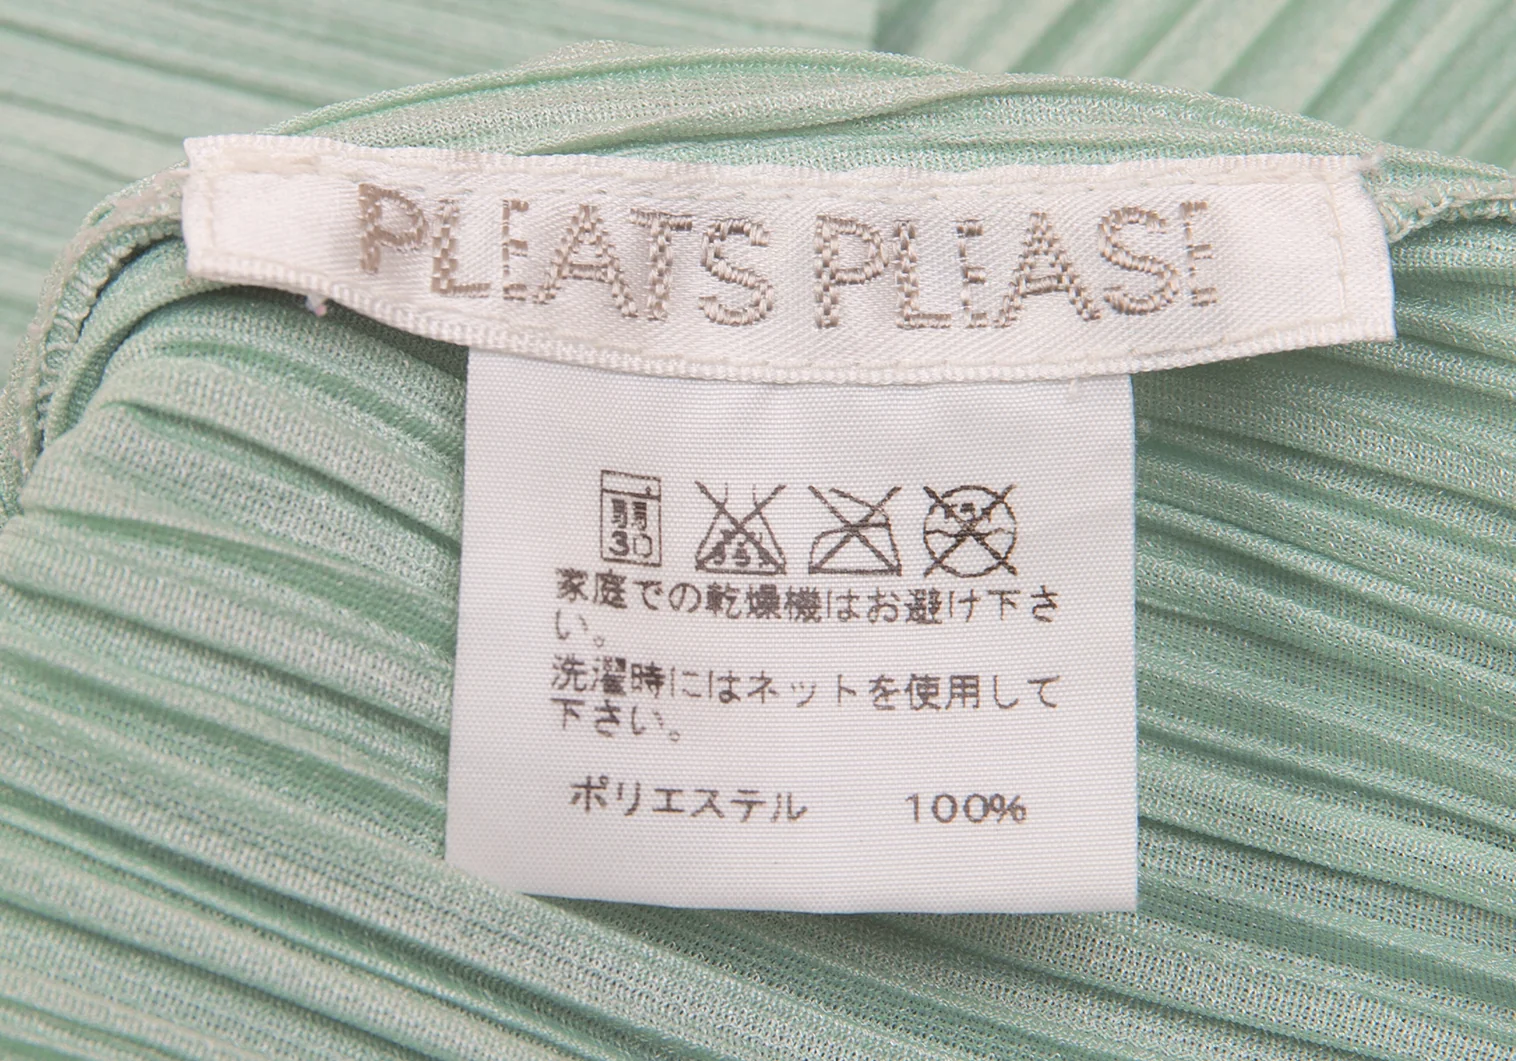 PLEATS PLEASE
弱
30
家庭での乾燥機はお避け下さ
い。
洗濯時にはネットを使用して
下さい。
ポリエステル 100%